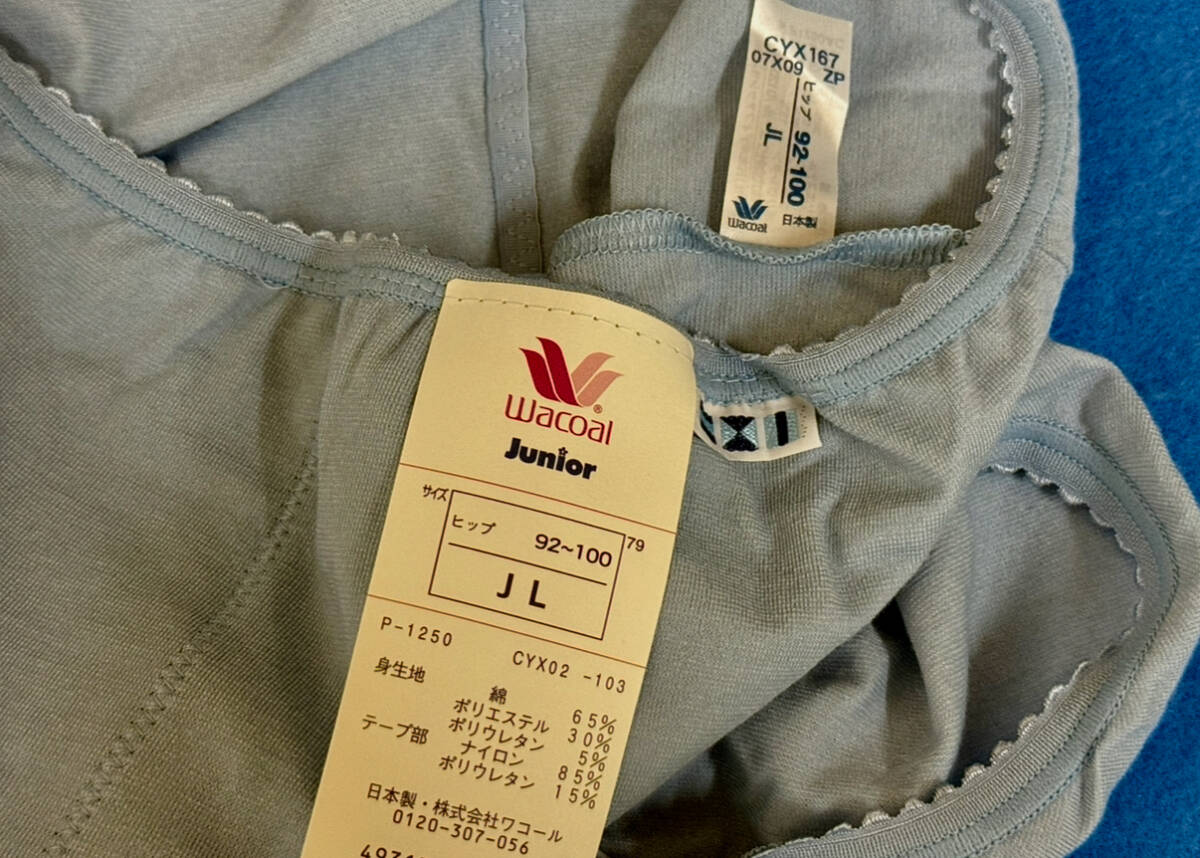 CYX167
07X09 ZP
ヒップ 92-100
JL
Wacoal
日本製
Wacoal®
Junior
サイズ
ヒップ 92~100
79
JL
P-1250 CYX02 -103
身生地 綿 65%
ポリエステル 30%
ポリウレタン 5%
テープ部 ナイロン 85%
ポリウレタン 15%
日本製・株式会社ワコール
0120-307-056